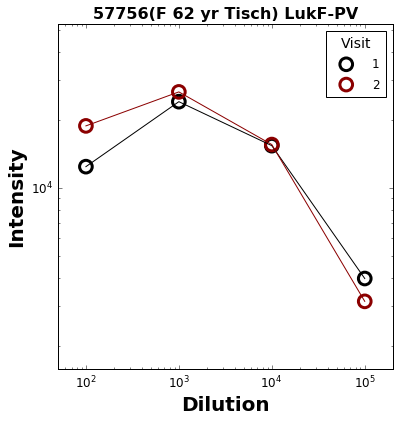 57756(F 62 yr Tisch) LukF-PV
Visit
1
2
10^4
Intensity
10^2 10^3 10^4 10^5
Dilution